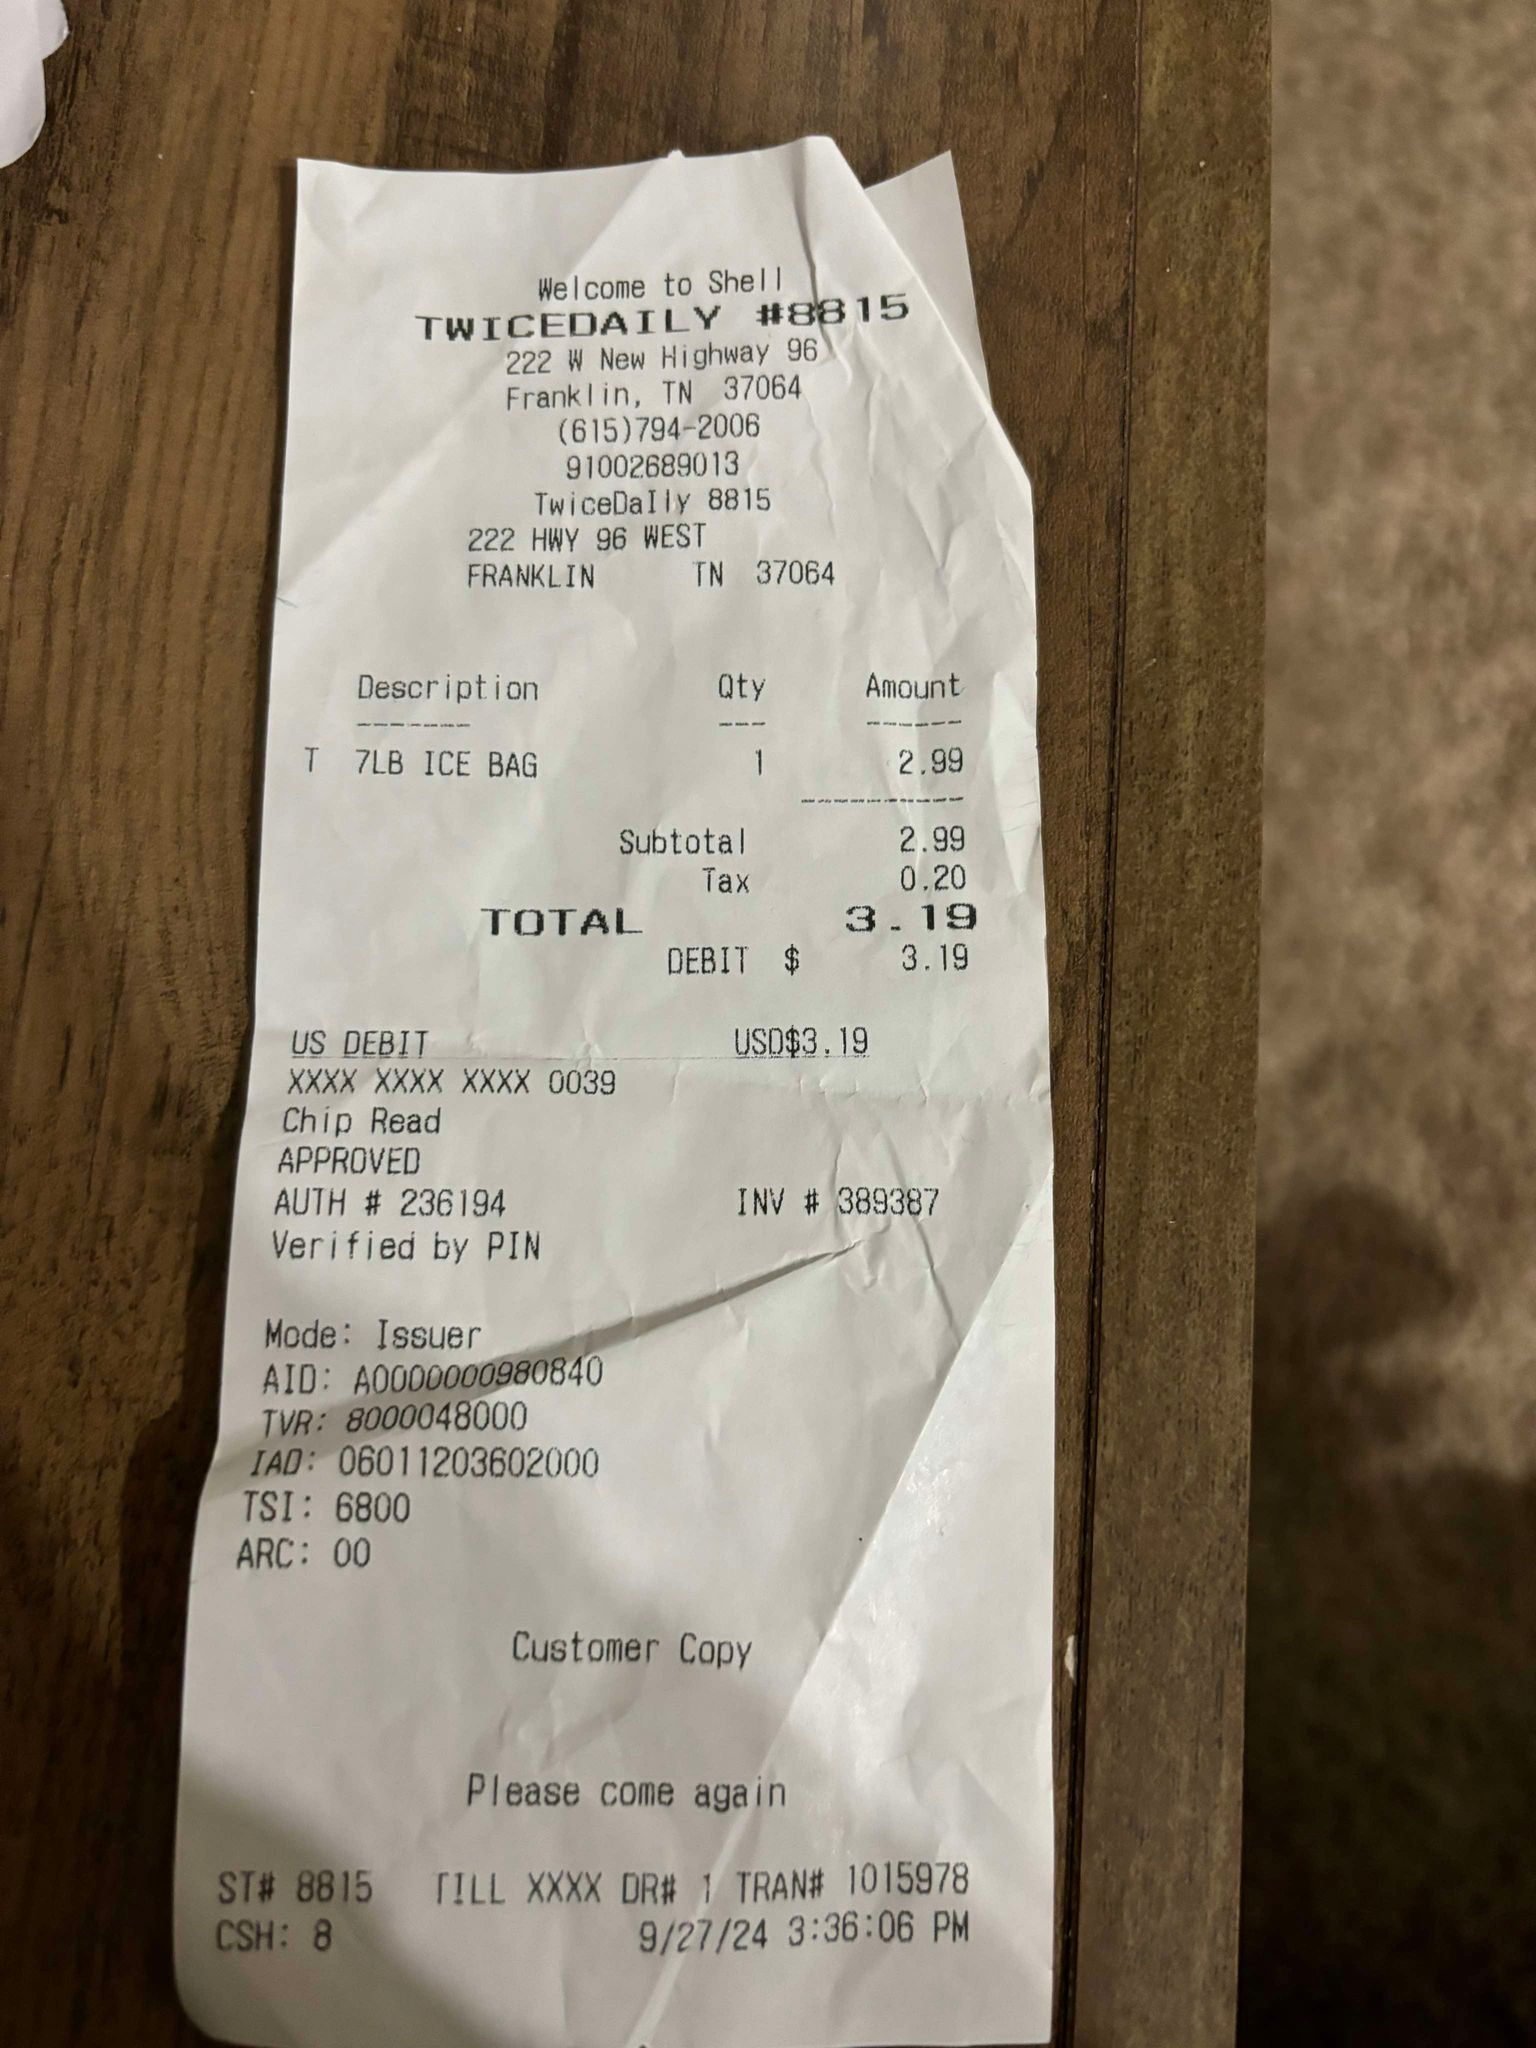 Welcome to Shell
TWICEDAILY #8815
222 W New Highway 96
Franklin, TN 37064
(615)794-2006
91002689013
TwiceDaIly 8815
222 HWY 96 WEST
FRANKLIN TN 37064
Description Qty Amount
T 7LB ICE BAG 1 2.99
Subtotal 2.99
Tax 0.20
TOTAL 3.19
DEBIT $ 3.19
US DEBIT USD$3.19
XXXX XXXX XXXX 0039
Chip Read
APPROVED
AUTH # 236194 INV # 389387
Verified by PIN
Mode: Issuer
AID: A0000000980840
TVR: 8000048000
IAD: 06011203602000
TSI: 6800
ARC: 00
Customer Copy
Please come again
ST# 8815 TILL XXXX DR# 1 TRAN# 1015978
CSH: 8 9/27/24 3:36:06 PM